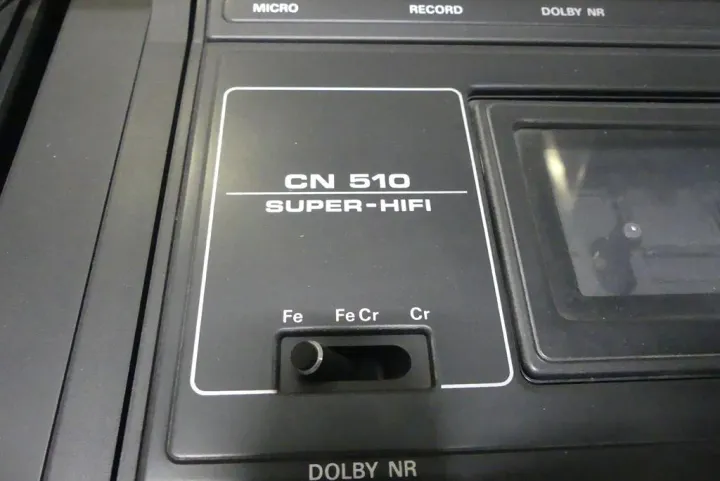 MICRO RECORD DOLBY NR
CN 510
SUPER-HIFI
Fe FeCr Cr
DOLBY NR